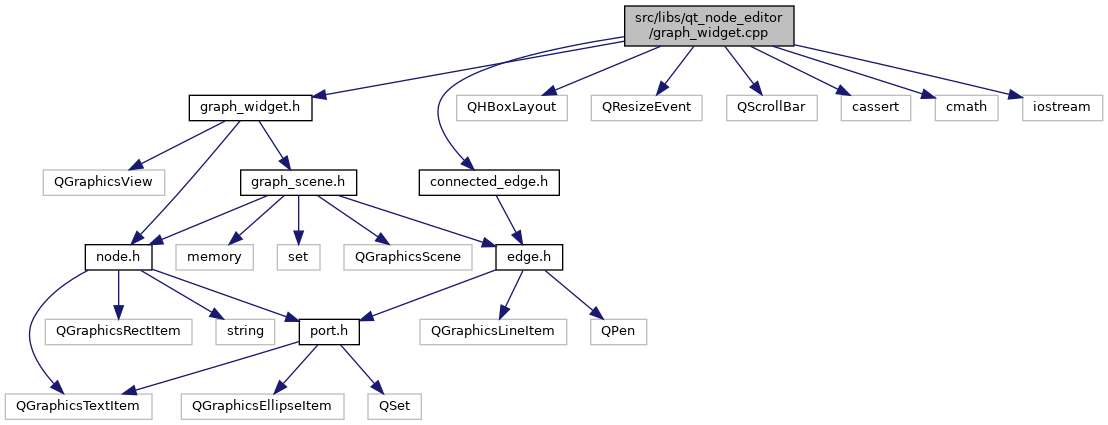 src/libs/qt_node_editor
/graph_widget.cpp
graph_widget.h
QHBoxLayout
QResizeEvent
QScrollBar
cassert
cmath
iostream
QGraphicsView
graph_scene.h
connected_edge.h
node.h
memory
set
QGraphicsScene
edge.h
QGraphicsRectItem
string
port.h
QGraphicsLineItem
QPen
QGraphicsTextItem
QGraphicsEllipseItem
QSet